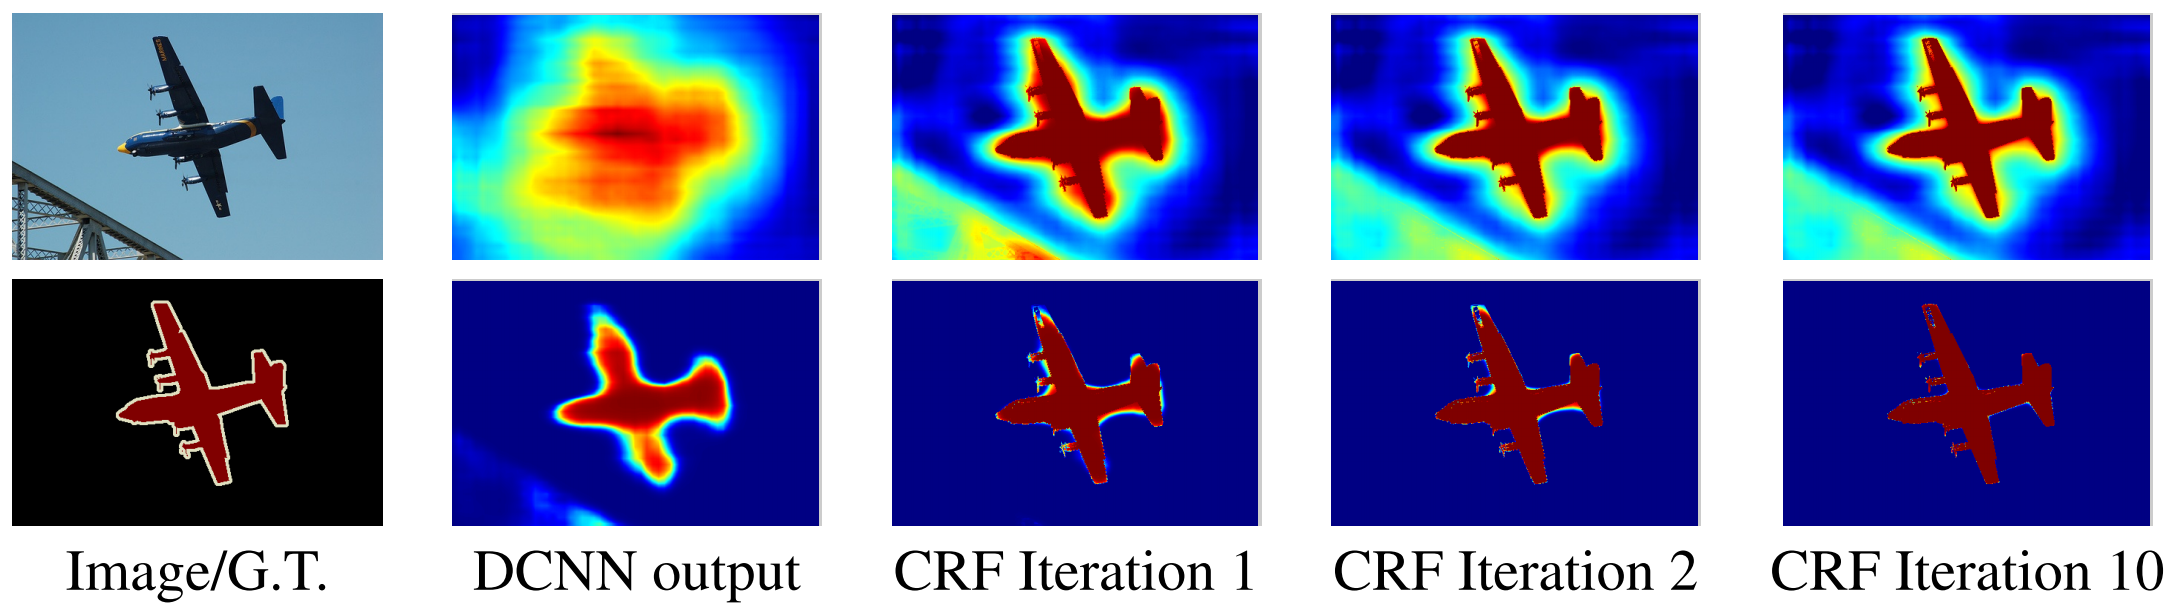 Image/G.T.
DCNN output
CRF Iteration 1
CRF Iteration 2
CRF Iteration 10